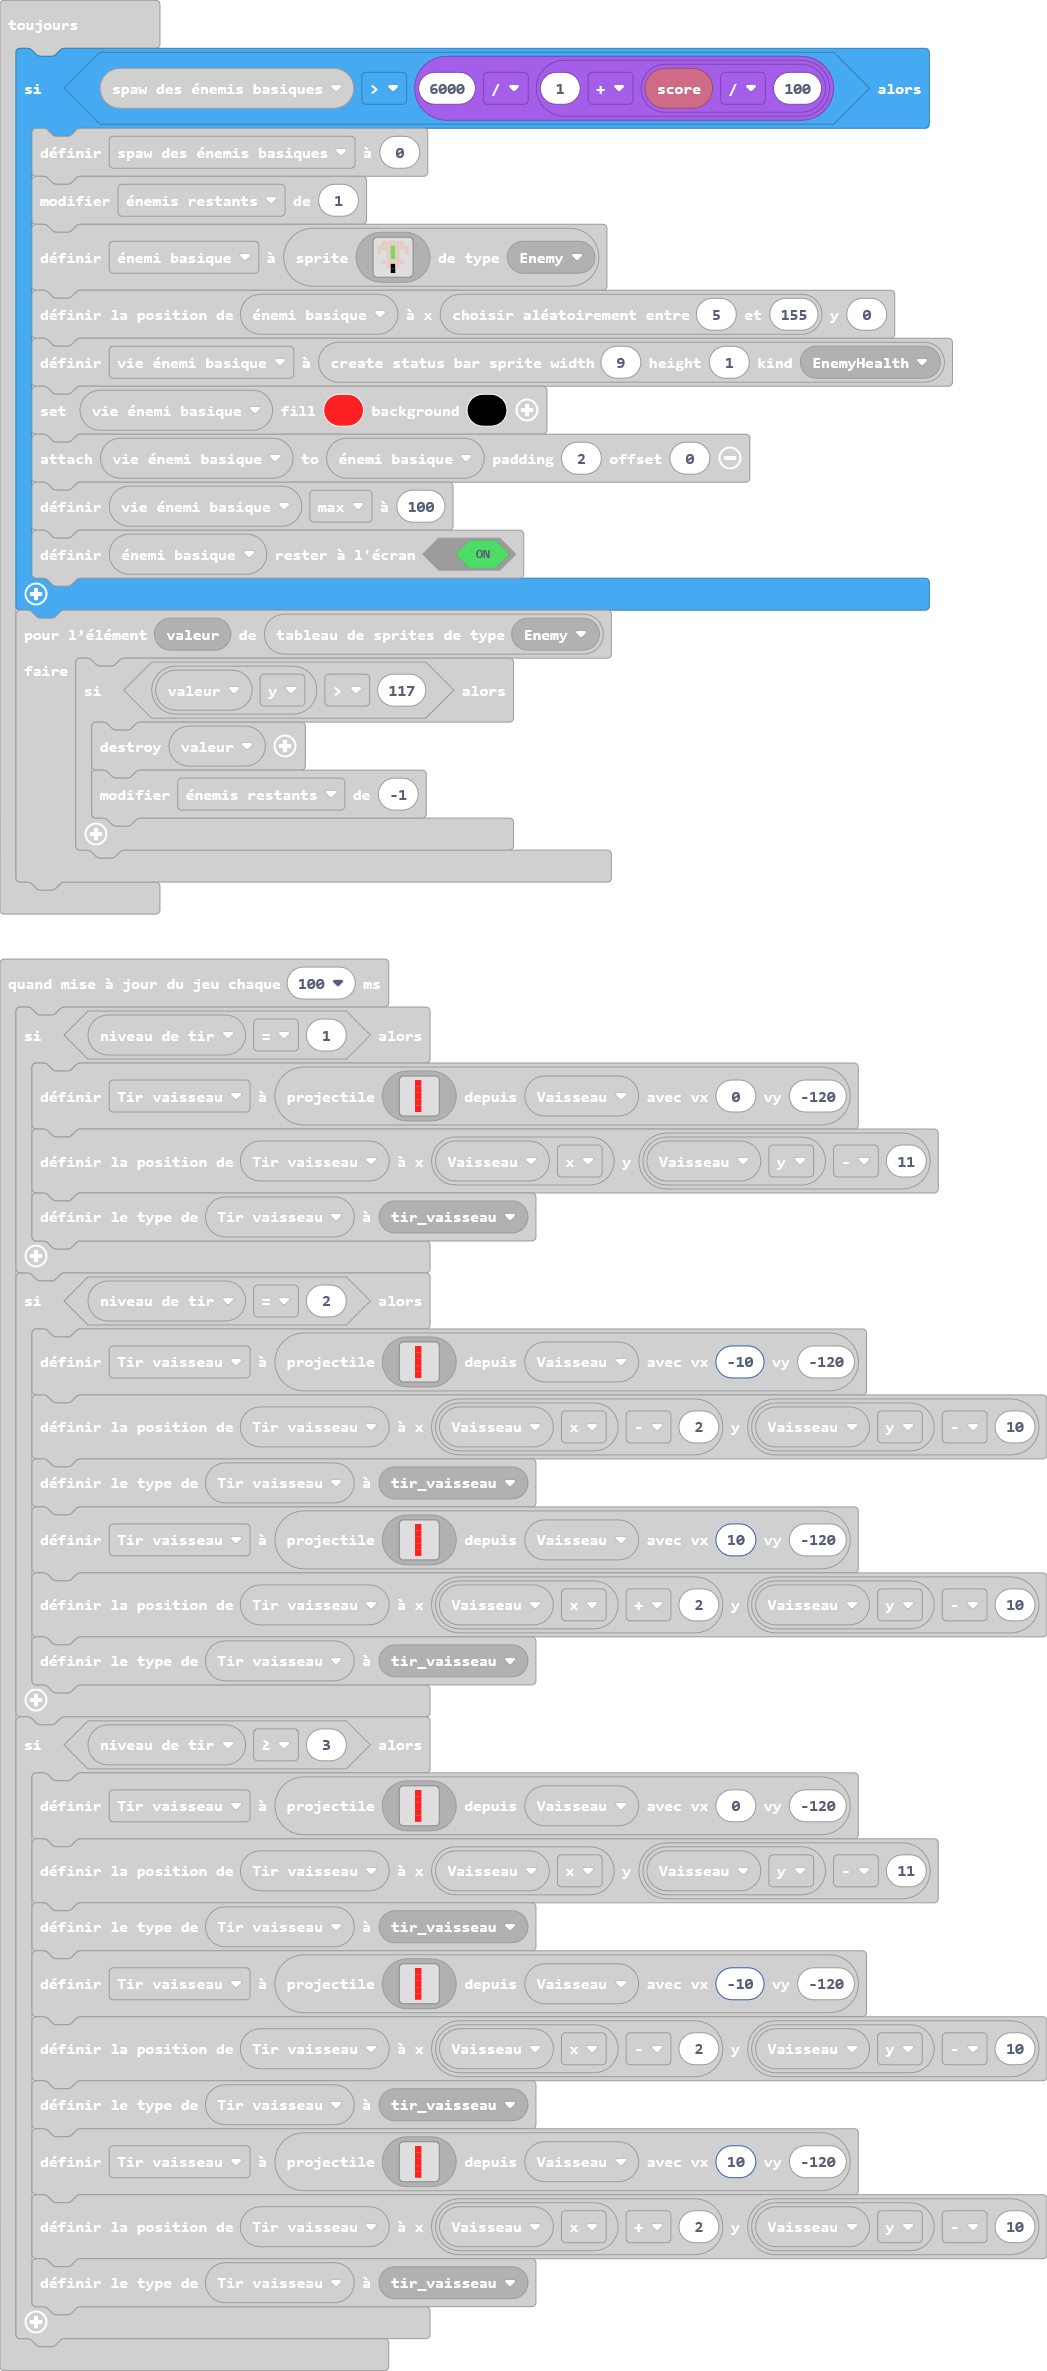 toujours
si spaw des énemis basiques > 6000 / 1 + score / 100 alors
définir spaw des énemis basiques à 0
modifier énemis restants de 1
définir énemi basique à sprite de type Enemy
définir la position de énemi basique à x choisir aléatoirement entre 5 et 155 y 0
définir vie énemi basique à create status bar sprite width 9 height 1 kind EnemyHealth
set vie énemi basique fill background
attach vie énemi basique to énemi basique padding 2 offset 0
définir vie énemi basique max à 100
définir énemi basique rester à l'écran ON
pour l’élément valeur de tableau de sprites de type Enemy
faire
si valeur y > 117 alors
destroy valeur
modifier énemis restants de -1
quand mise à jour du jeu chaque 100 ms
si niveau de tir = 1 alors
définir Tir vaisseau à projectile depuis Vaisseau avec vx 0 vy -120
définir la position de Tir vaisseau à x Vaisseau x y Vaisseau y - 11
définir le type de Tir vaisseau à tir_vaisseau
si niveau de tir = 2 alors
définir Tir vaisseau à projectile depuis Vaisseau avec vx -10 vy -120
définir la position de Tir vaisseau à x Vaisseau x - 2 y Vaisseau y - 10
définir le type de Tir vaisseau à tir_vaisseau
définir Tir vaisseau à projectile depuis Vaisseau avec vx 10 vy -120
définir la position de Tir vaisseau à x Vaisseau x + 2 y Vaisseau y - 10
définir le type de Tir vaisseau à tir_vaisseau
si niveau de tir ≥ 3 alors
définir Tir vaisseau à projectile depuis Vaisseau avec vx 0 vy -120
définir la position de Tir vaisseau à x Vaisseau x y Vaisseau y - 11
définir le type de Tir vaisseau à tir_vaisseau
définir Tir vaisseau à projectile depuis Vaisseau avec vx -10 vy -120
définir la position de Tir vaisseau à x Vaisseau x - 2 y Vaisseau y - 10
définir le type de Tir vaisseau à tir_vaisseau
définir Tir vaisseau à projectile depuis Vaisseau avec vx 10 vy -120
définir la position de Tir vaisseau à x Vaisseau x + 2 y Vaisseau y - 10
définir le type de Tir vaisseau à tir_vaisseau